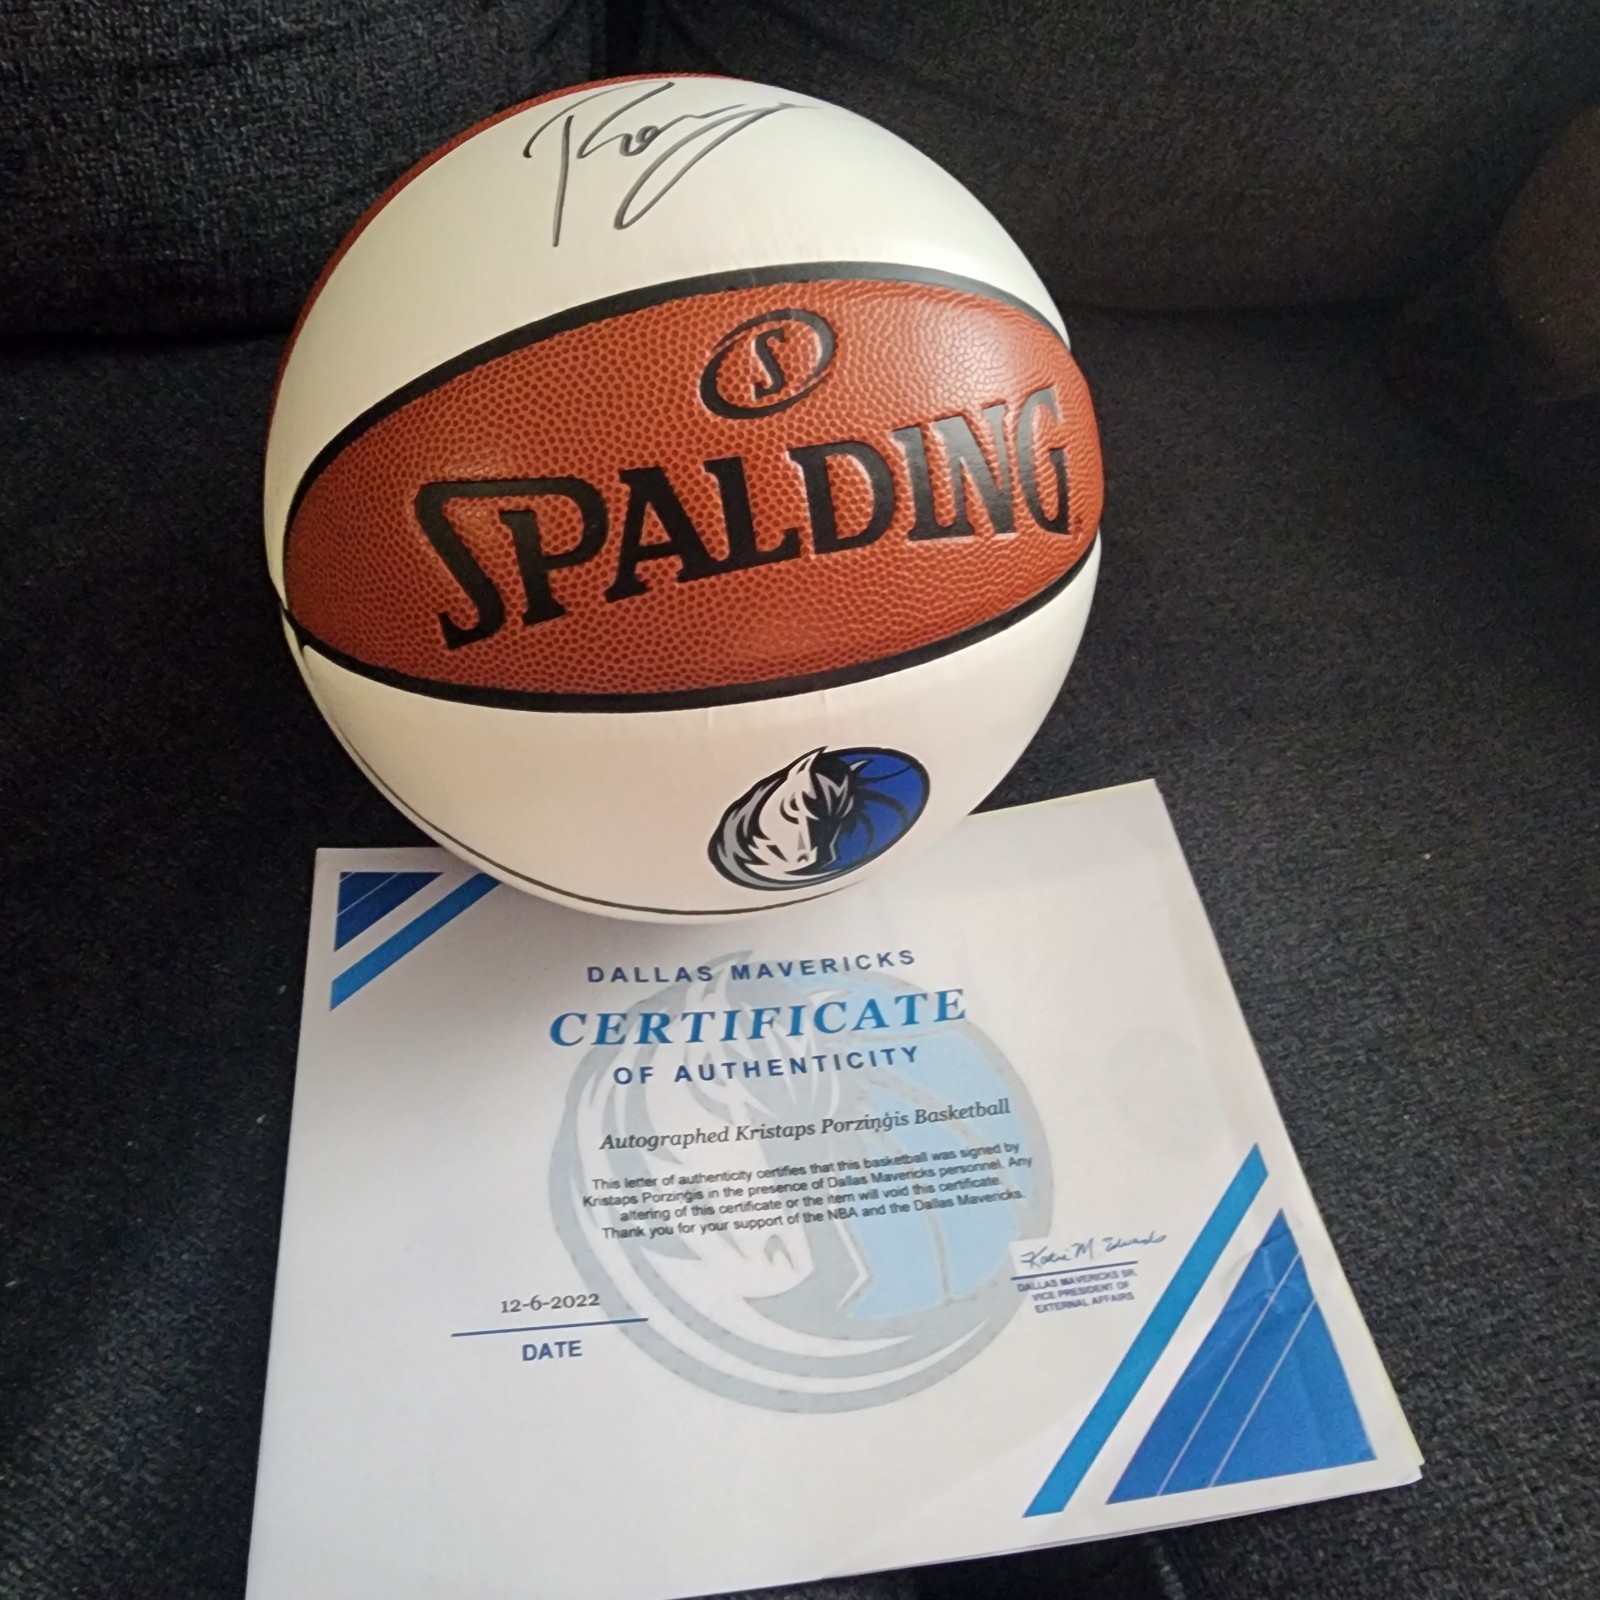 S
SPALDING
M
DALLAS MAVERICKS
CERTIFICATE
OF AUTHENTICITY
Autographed Kristaps Porziņģis Basketball
This letter of authenticity certifies that this basketball was signed by
Kristaps Porziņģis in the presence of Dallas Mavericks personnel. Any
altering of this certificate or the item will void this certificate.
Thank you for your support of the NBA and the Dallas Mavericks.
Katie M Edwards
DALLAS MAVERICKS SR.
VICE PRESIDENT OF
EXTERNAL AFFAIRS
12-6-2022
DATE